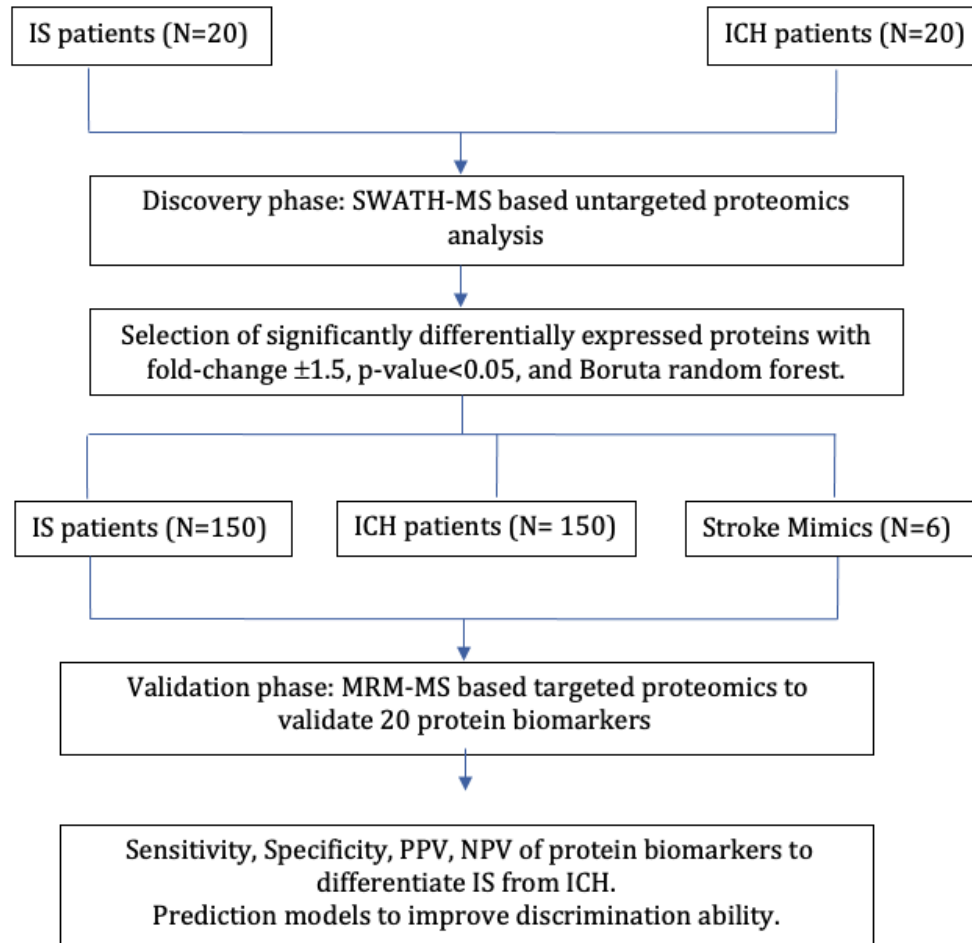 IS patients (N=20)
ICH patients (N=20)
Discovery phase: SWATH-MS based untargeted proteomics
analysis
Selection of significantly differentially expressed proteins with
fold-change ±1.5, p-value<0.05, and Boruta random forest.
IS patients (N=150)
ICH patients (N= 150)
Stroke Mimics (N=6)
Validation phase: MRM-MS based targeted proteomics to
validate 20 protein biomarkers
Sensitivity, Specificity, PPV, NPV of protein biomarkers to
differentiate IS from ICH.
Prediction models to improve discrimination ability.